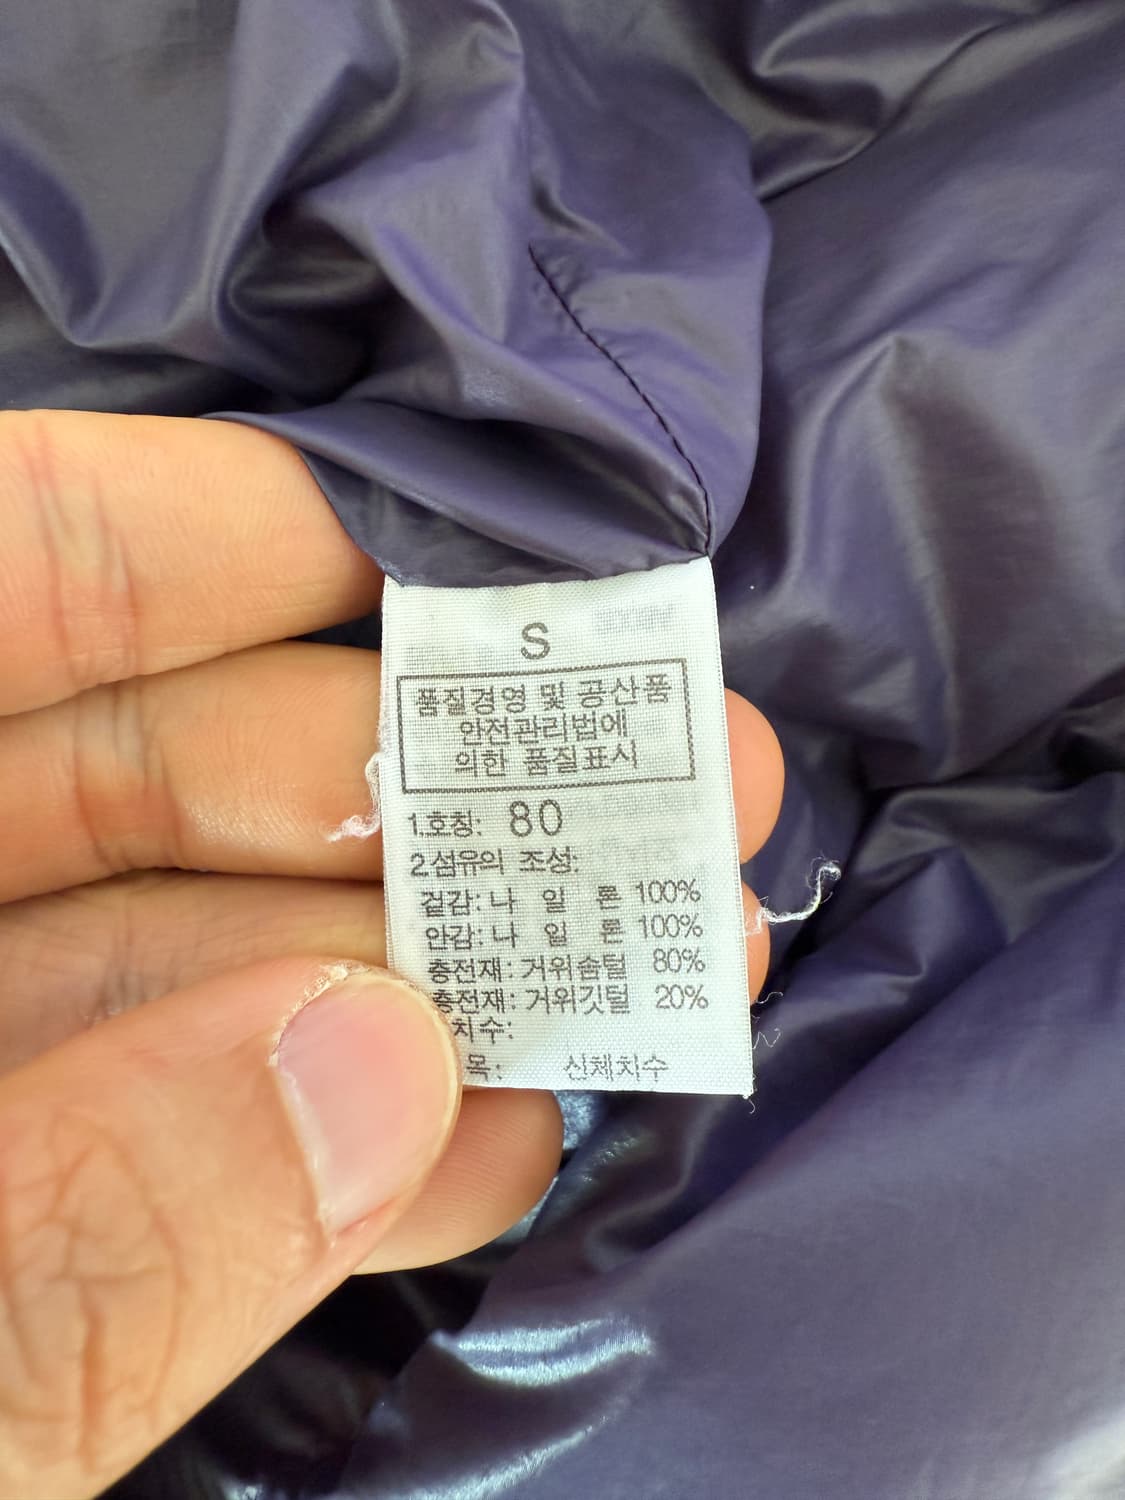 S
품질경영 및 공산품
안전관리법에
의한 품질표시
1.호칭: 80
2.섬유의 조성:
겉감: 나 일 론 100%
안감: 나 일 론 100%
충전재: 거위솜털 80%
충전재: 거위깃털 20%
치수:
목: 신체치수